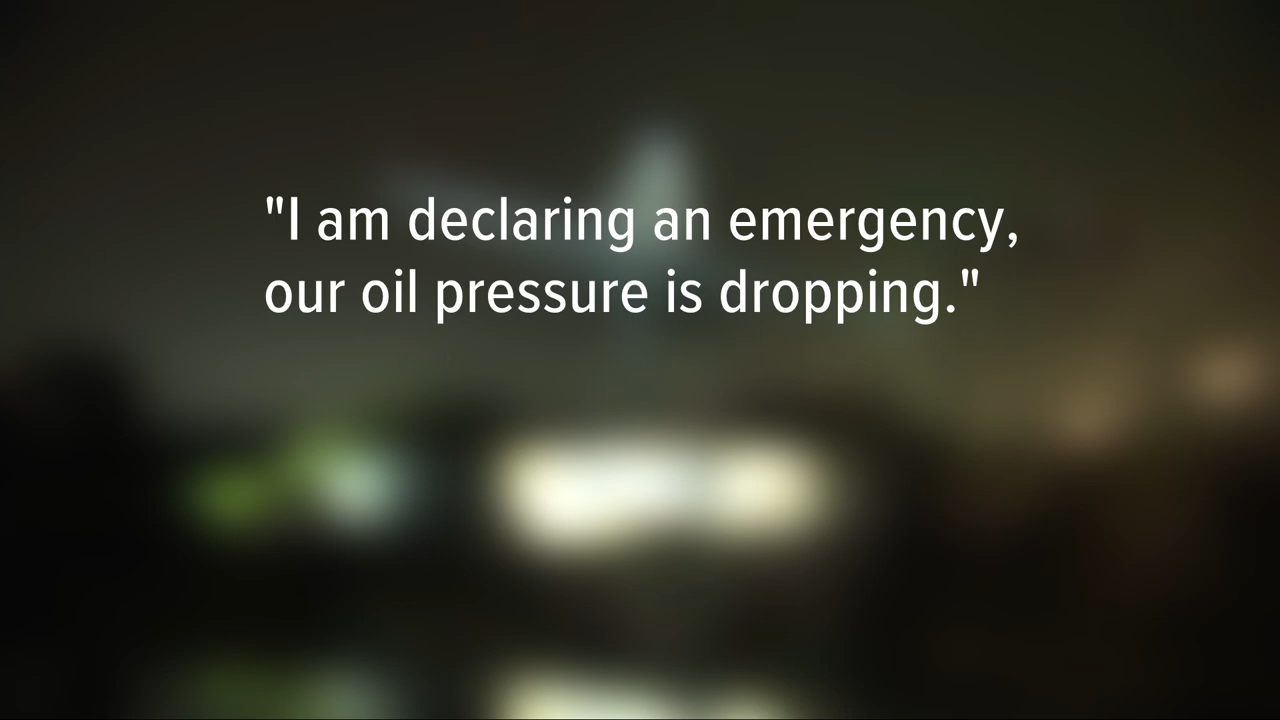 "I am declaring an emergency,
our oil pressure is dropping."